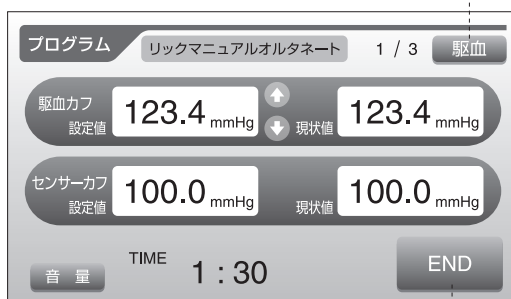 プログラム リックマニュアルオルタネート 1 / 3 駆血
駆血カフ
設定値 123.4 mmHg 現状値 123.4 mmHg
センサーカフ
設定値 100.0 mmHg 現状値 100.0 mmHg
音 量 TIME 1 : 30 END